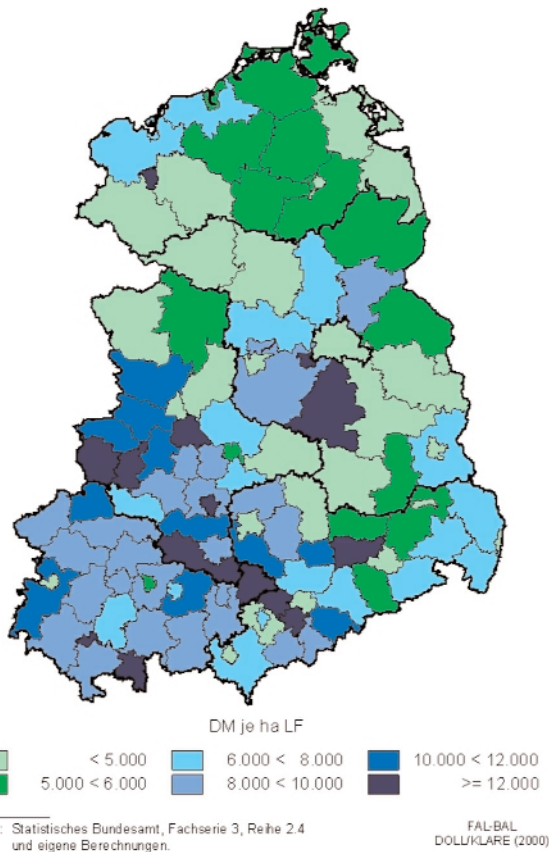 DM je ha LF
< 5.000 6.000 < 8.000 10.000 < 12.000
5.000 < 6.000 8.000 < 10.000 >= 12.000
: Statistisches Bundesamt, Fachserie 3, Reihe 2.4
und eigene Berechnungen.
FAL-BAL
DOLL/KLARE (2000)